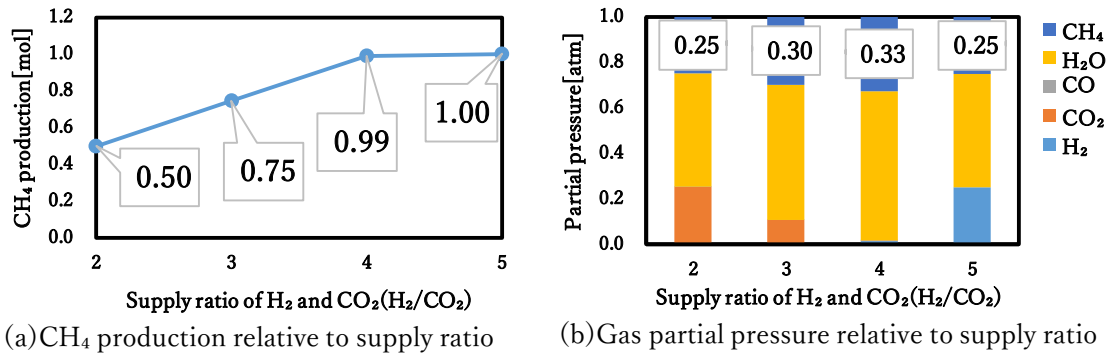 CH₄ production[mol]
1.2
1.0
0.8
0.6
0.4
0.2
0.0
0.50
0.75
0.99
1.00
2
3
4
5
Supply ratio of H₂ and CO₂(H₂/CO₂)
(a)CH₄ production relative to supply ratio
Partial pressure[atm]
1.0
0.8
0.6
0.4
0.2
0.0
0.25
0.30
0.33
0.25
2
3
4
5
Supply ratio of H₂ and CO₂(H₂/CO₂)
CH₄
H₂O
CO
CO₂
H₂
(b)Gas partial pressure relative to supply ratio